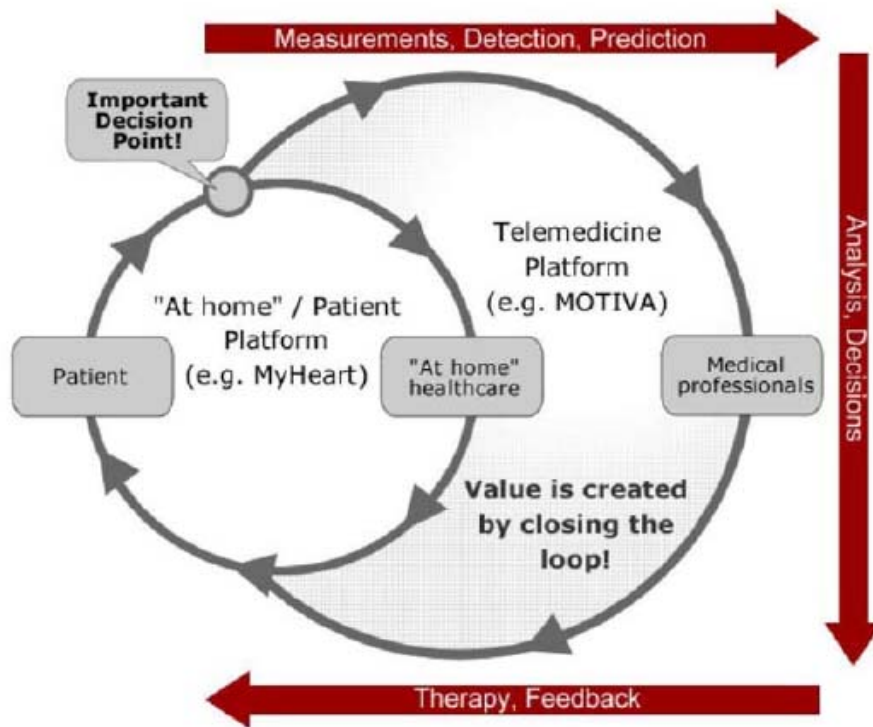 Measurements, Detection, Prediction
Important
Decision
Point!
Telemedicine
Platform
(e.g. MOTIVA)
"At home" / Patient
Platform
(e.g. MyHeart)
Patient
"At home"
healthcare
Medical
professionals
Analysis, Decisions
Value is created
by closing the
loop!
Therapy, Feedback